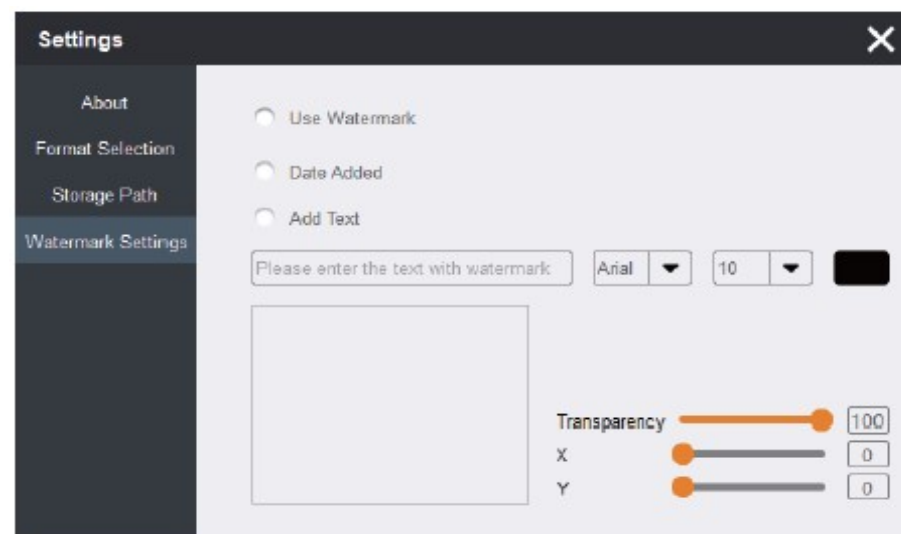 Settings
About
Format Selection
Storage Path
Watermark Settings
Use Watermark
Date Added
Add Text
Please enter the text with watermark
Arial
10
Transparency 100
X 0
Y 0